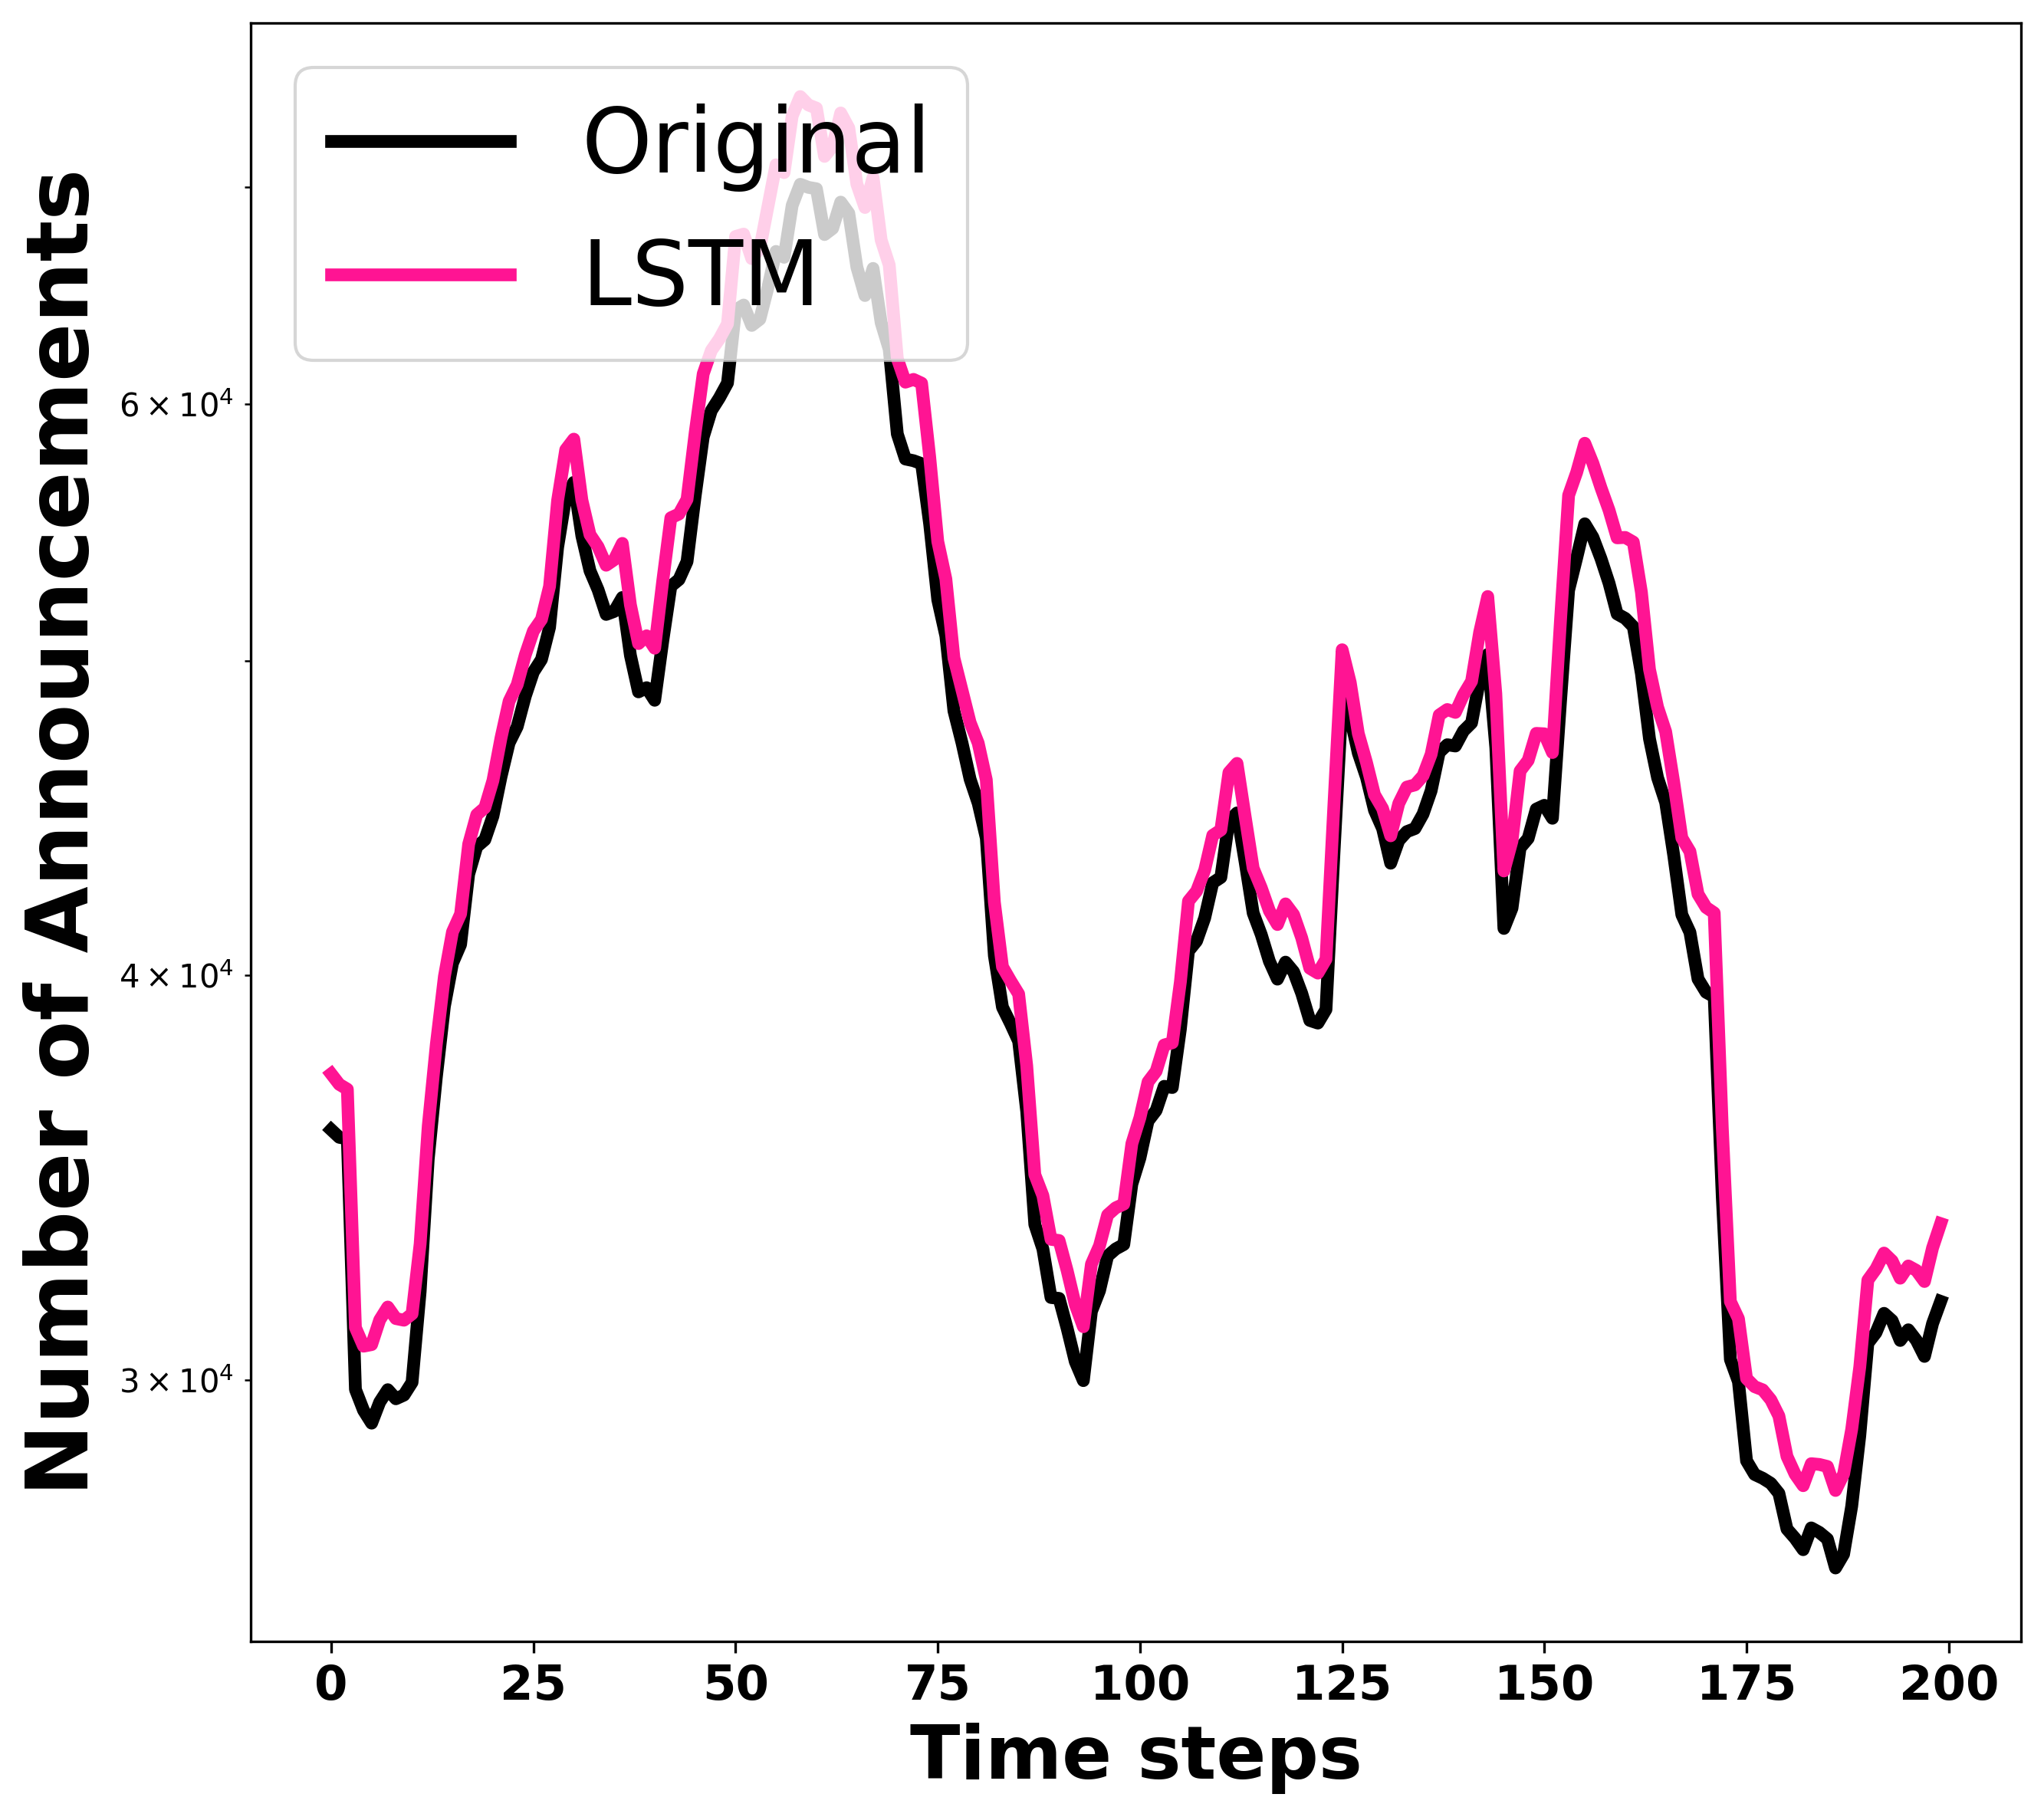 Original
LSTM
Number of Announcements
6 × 10⁴
4 × 10⁴
3 × 10⁴
0 25 50 75 100 125 150 175 200
Time steps